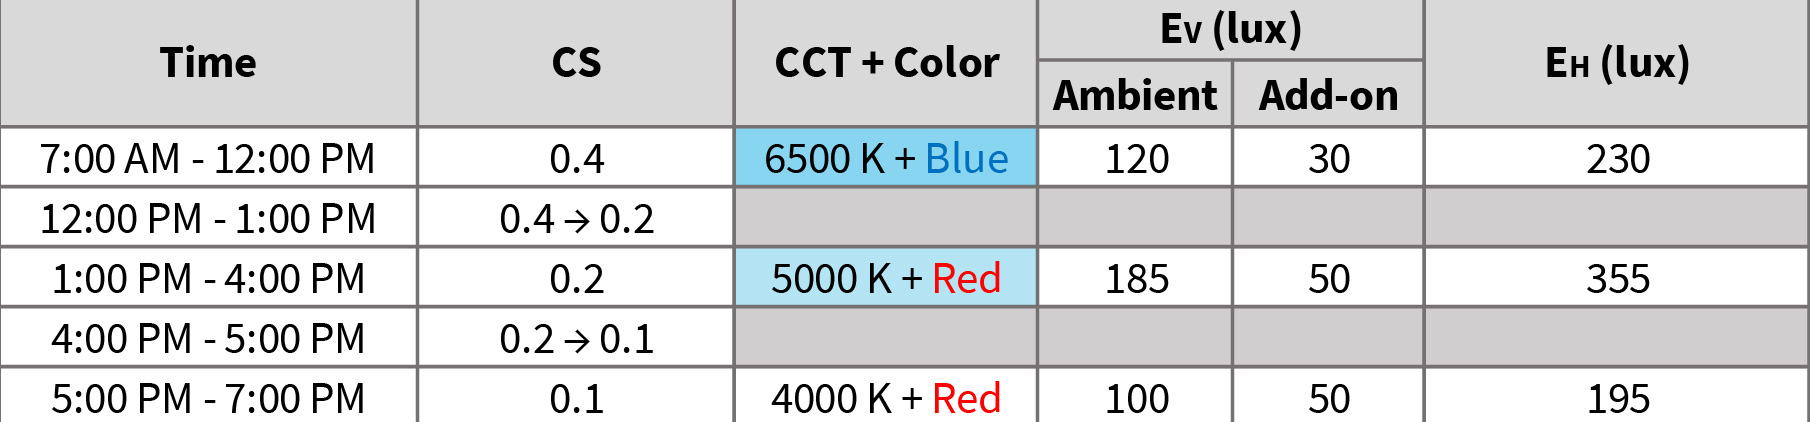 Time CS CCT + Color Ev (lux) EH (lux)
Ambient Add-on
7:00 AM - 12:00 PM 0.4 6500 K + Blue 120 30 230
12:00 PM - 1:00 PM 0.4 → 0.2
1:00 PM - 4:00 PM 0.2 5000 K + Red 185 50 355
4:00 PM - 5:00 PM 0.2 → 0.1
5:00 PM - 7:00 PM 0.1 4000 K + Red 100 50 195